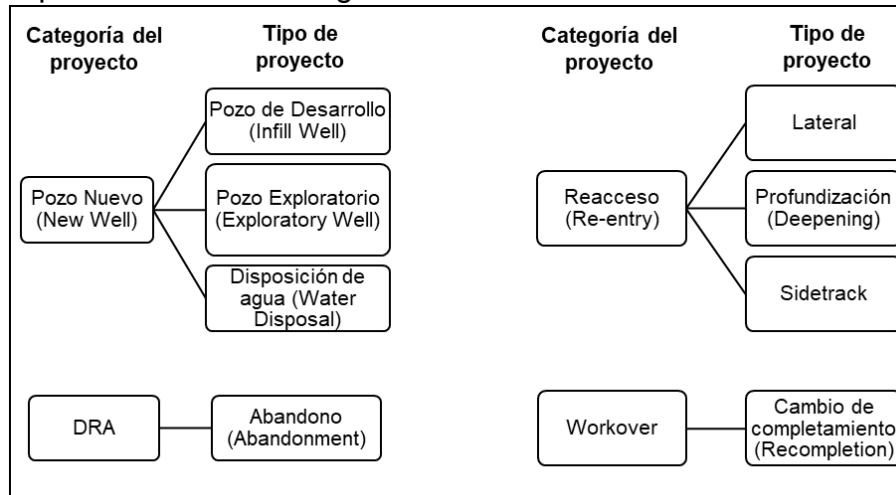 Categoría del
proyecto
Tipo de
proyecto
Pozo Nuevo
(New Well)
Pozo de Desarrollo
(Infill Well)
Pozo Exploratorio
(Exploratory Well)
Disposición de
agua (Water
Disposal)
DRA
Abandono
(Abandonment)
Categoría del
proyecto
Tipo de
proyecto
Reacceso
(Re-entry)
Lateral
Profundización
(Deepening)
Sidetrack
Workover
Cambio de
completamiento
(Recompletion)